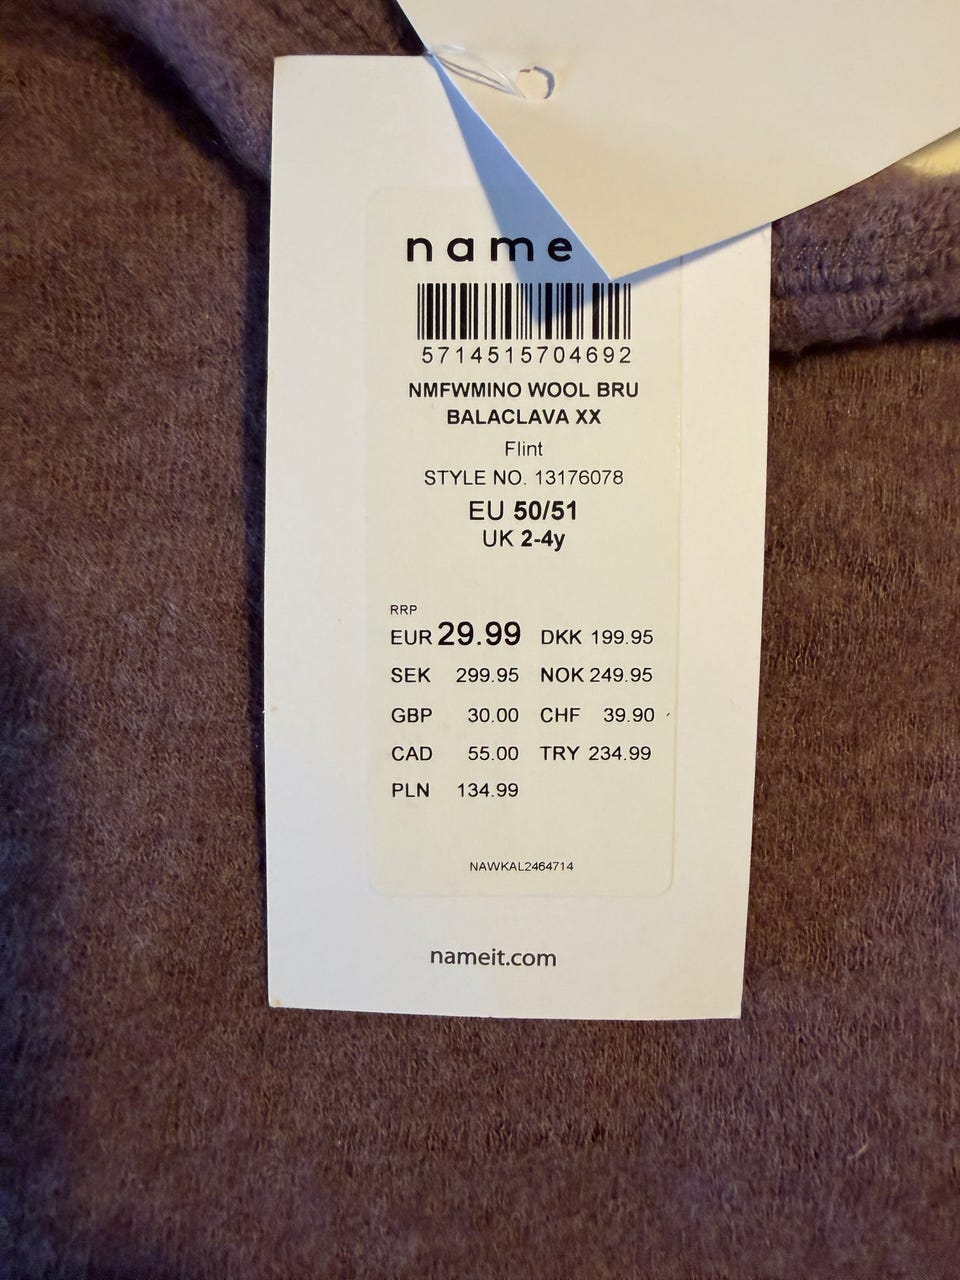 name
5714515704692
NMFWMINO WOOL BRU
BALACLAVA XX
Flint
STYLE NO. 13176078
EU 50/51
UK 2-4y
RRP
EUR 29.99 DKK 199.95
SEK 299.95 NOK 249.95
GBP 30.00 CHF 39.90
CAD 55.00 TRY 234.99
PLN 134.99
NAWKAL2464714
nameit.com